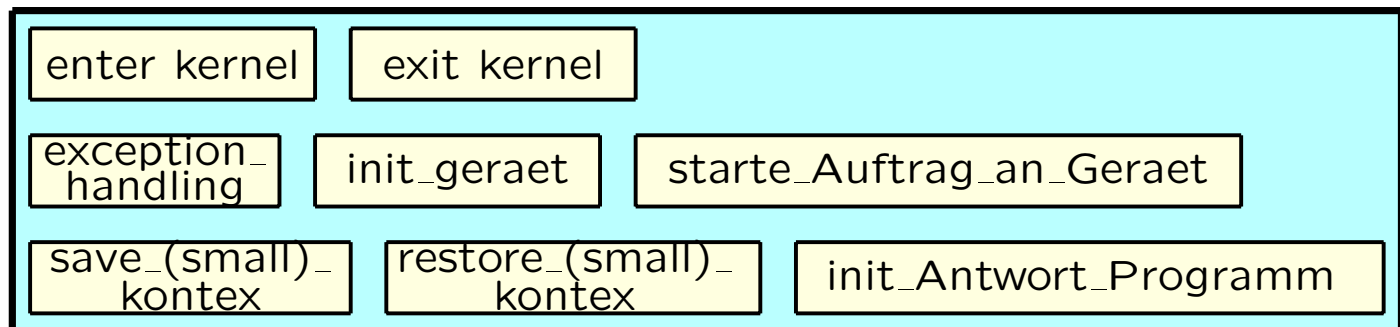 enter kernel exit kernel
exception_
handling
init_geraet
starte_Auftrag_an_Geraet
save_(small)_
kontex
restore_(small)_
kontex
init_Antwort_Programm